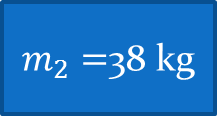 m₂ =38 kg